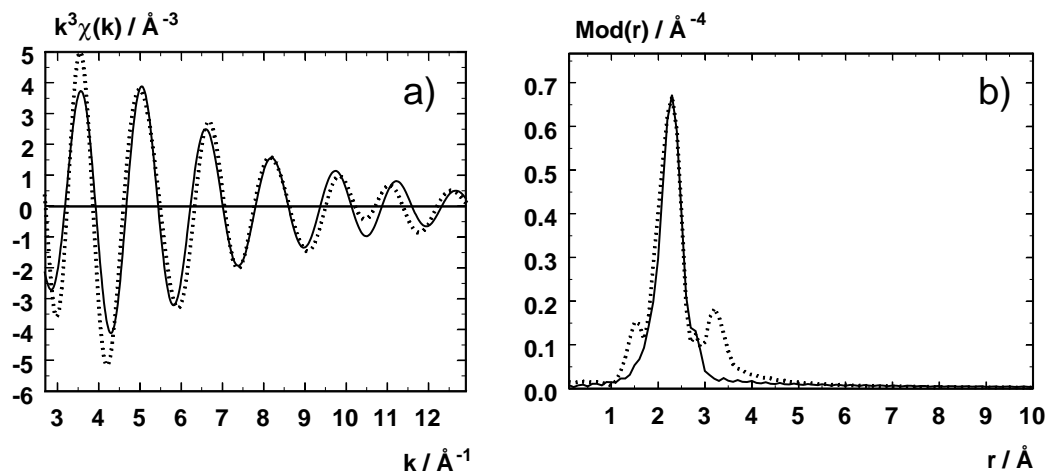 k³χ(k) / Å⁻³
a)
5
4
3
2
1
0
-1
-2
-3
-4
-5
-6
3 4 5 6 7 8 9 10 11 12
k / Å⁻¹
Mod(r) / Å⁻⁴
b)
0.7
0.6
0.5
0.4
0.3
0.2
0.1
0.0
1 2 3 4 5 6 7 8 9 10
r / Å